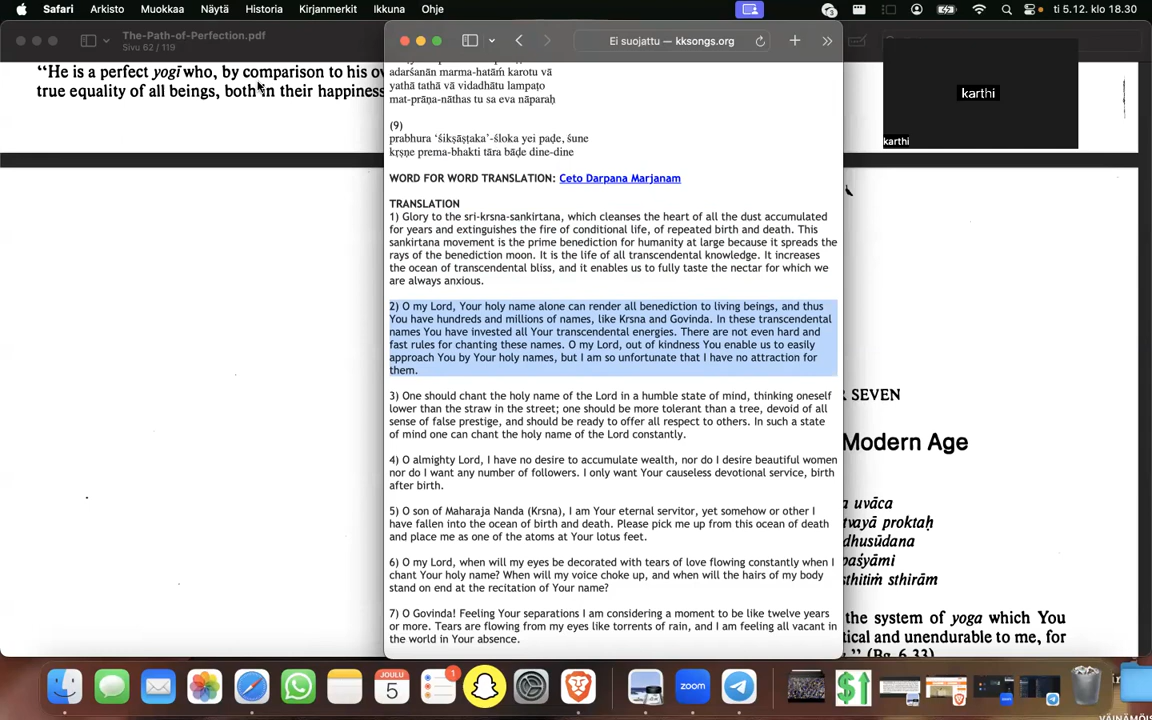 Safari Arkisto Muokkaa Näytä Historia Kirjanmerkit Ikkuna Ohje
ti 5.12. klo 18.30
The-Path-of-Perfection.pdf
Sivu 62 / 119
Ei suojattu — kksongs.org
“He is a perfect yogī who, by comparison to his ow
true equality of all beings, both in their happiness
adarśanān marma-hatāṁ karotu vā
yathā tathā vā vidadhātu lampaṭo
mat-prāṇa-nāthas tu sa eva nāparaḥ
(9)
prabhura ‘śikṣāṣṭaka’-śloka yei paḍe, śune
kṛṣṇe prema-bhakti tāra bāḍe dine-dine
WORD FOR WORD TRANSLATION: Ceto Darpana Marjanam
TRANSLATION
1) Glory to the sri-krsna-sankirtana, which cleanses the heart of all the dust accumulated
for years and extinguishes the fire of conditional life, of repeated birth and death. This
sankirtana movement is the prime benediction for humanity at large because it spreads the
rays of the benediction moon. It is the life of all transcendental knowledge. It increases
the ocean of transcendental bliss, and it enables us to fully taste the nectar for which we
are always anxious.
2) O my Lord, Your holy name alone can render all benediction to living beings, and thus
You have hundreds and millions of names, like Krsna and Govinda. In these transcendental
names You have invested all Your transcendental energies. There are not even hard and
fast rules for chanting these names. O my Lord, out of kindness You enable us to easily
approach You by Your holy names, but I am so unfortunate that I have no attraction for
them.
3) One should chant the holy name of the Lord in a humble state of mind, thinking oneself
lower than the straw in the street; one should be more tolerant than a tree, devoid of all
sense of false prestige, and should be ready to offer all respect to others. In such a state
of mind one can chant the holy name of the Lord constantly.
4) O almighty Lord, I have no desire to accumulate wealth, nor do I desire beautiful women
nor do I want any number of followers. I only want Your causeless devotional service, birth
after birth.
5) O son of Maharaja Nanda (Krsna), I am Your eternal servitor, yet somehow or other I
have fallen into the ocean of birth and death. Please pick me up from this ocean of death
and place me as one of the atoms at Your lotus feet.
6) O my Lord, when will my eyes be decorated with tears of love flowing constantly when I
chant Your holy name? When will my voice choke up, and when will the hairs of my body
stand on end at the recitation of Your name?
7) O Govinda! Feeling Your separations I am considering a moment to be like twelve years
or more. Tears are flowing from my eyes like torrents of rain, and I am feeling all vacant in
the world in Your absence.
karthi
karthi
R SEVEN
Modern Age
a uvāca
tvayā proktaḥ
dhusūdana
paśyāmi
sthitiṁ sthirām
the system of yoga which You
tical and unendurable to me, for
(Bg. 6.33)
JOULU
5
1
zoom